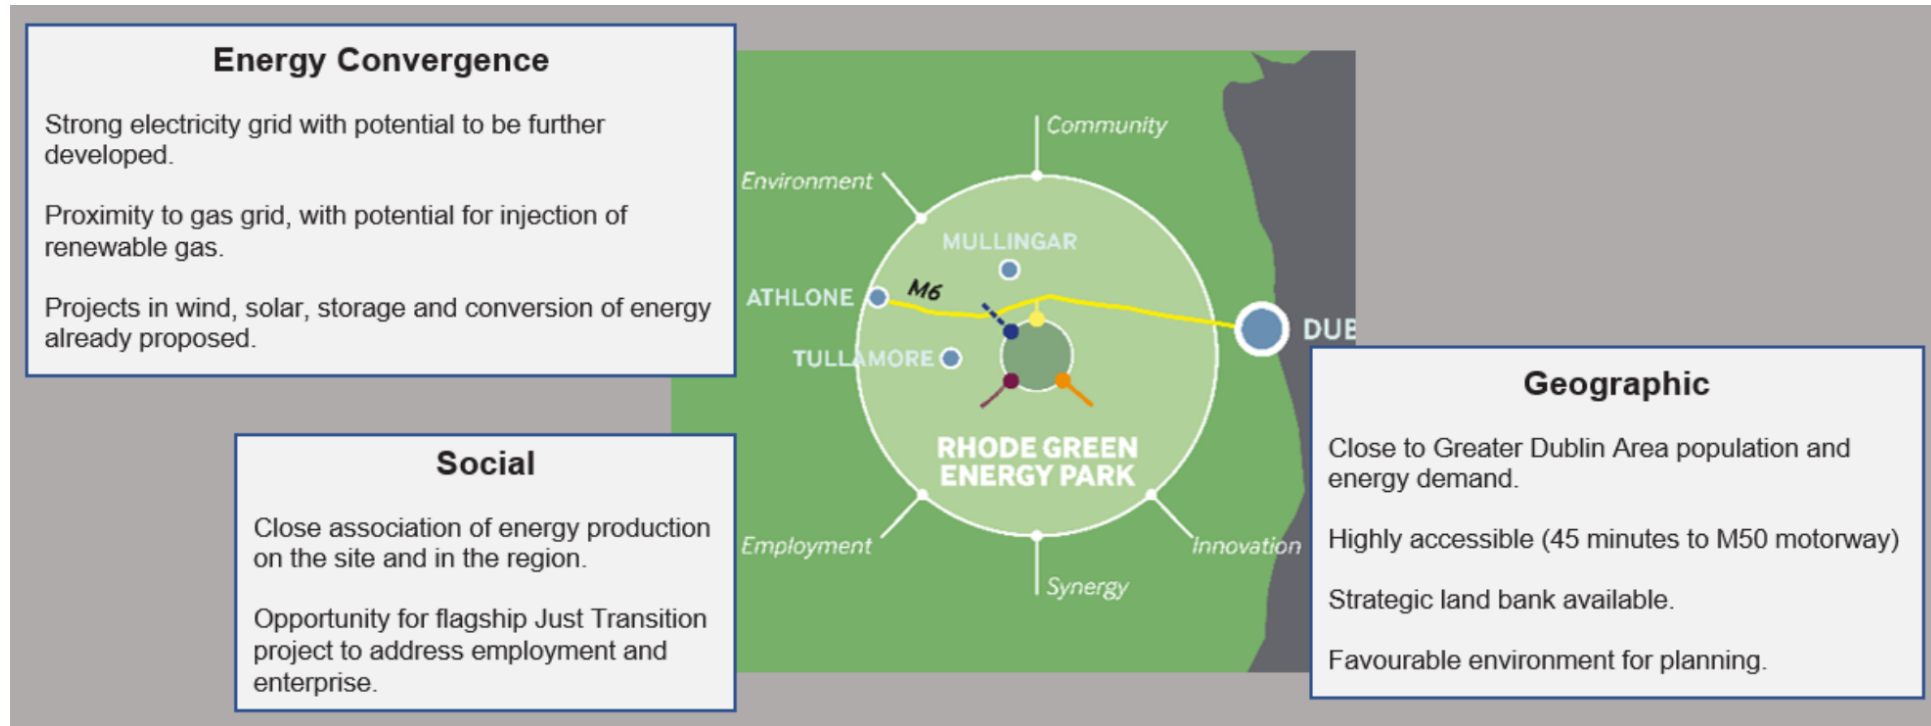 Energy Convergence
Strong electricity grid with potential to be further
developed.
Proximity to gas grid, with potential for injection of
renewable gas.
Projects in wind, solar, storage and conversion of energy
already proposed.
Social
Close association of energy production
on the site and in the region.
Opportunity for flagship Just Transition
project to address employment and
enterprise.
Community
Environment
MULLINGAR
ATHLONE
M6
TULLAMORE
DUB
RHODE GREEN
ENERGY PARK
Employment
Innovation
Synergy
Geographic
Close to Greater Dublin Area population and
energy demand.
Highly accessible (45 minutes to M50 motorway)
Strategic land bank available.
Favourable environment for planning.